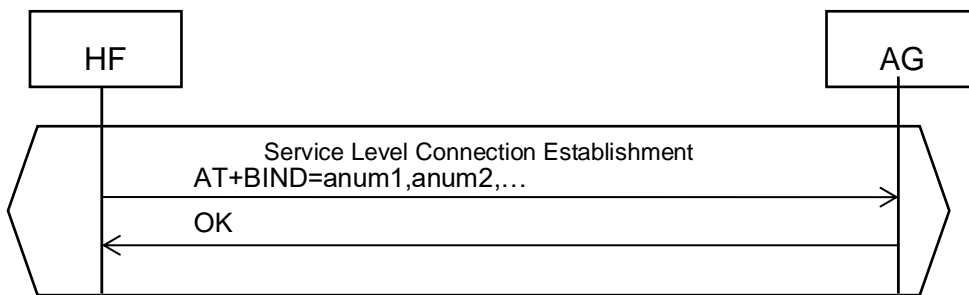 HF
AG
Service Level Connection Establishment
AT+BIND=anum1,anum2,…
OK